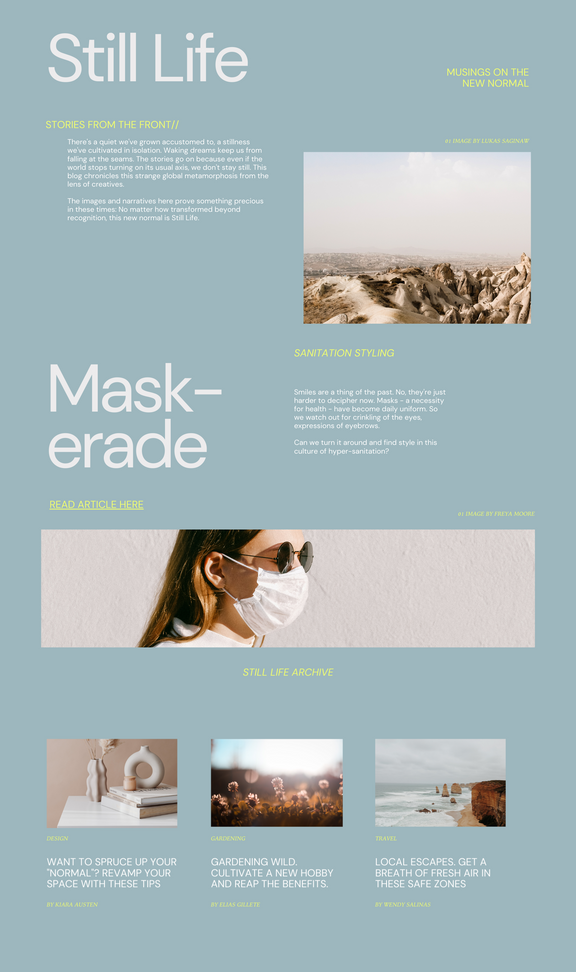 Still Life
MUSINGS ON THE
NEW NORMAL
STORIES FROM THE FRONT//
There's a quiet we've grown accustomed to, a stillness
we've cultivated in isolation. Waking dreams keep us from
falling at the seams. The stories go on because even if the
world stops turning on its usual axis, we don't stay still. This
blog chronicles this strange global metamorphosis from the
lens of creatives.
The images and narratives here prove something precious
in these times: No matter how transformed beyond
recognition, this new normal is Still Life.
01 IMAGE BY LUKAS SAGINAW
SANITATION STYLING
Mask-
erade
Smiles are a thing of the past. No, they're just
harder to decipher now. Masks - a necessity
for health - have become daily uniform. So
we watch out for crinkling of the eyes,
expressions of eyebrows.
Can we turn it around and find style in this
culture of hyper-sanitation?
READ ARTICLE HERE
01 IMAGE BY FREYA MOORE
STILL LIFE ARCHIVE
DESIGN
WANT TO SPRUCE UP YOUR
"NORMAL"? REVAMP YOUR
SPACE WITH THESE TIPS
BY KIARA AUSTEN
GARDENING
GARDENING WILD.
CULTIVATE A NEW HOBBY
AND REAP THE BENEFITS.
BY ELIAS GILLETE
TRAVEL
LOCAL ESCAPES. GET A
BREATH OF FRESH AIR IN
THESE SAFE ZONES
BY WENDY SALINAS